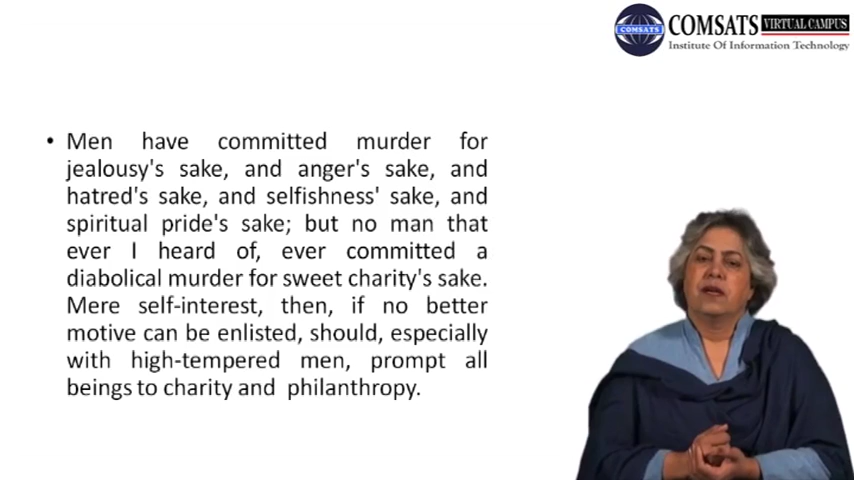 COMSATS
COMSATS VIRTUAL CAMPUS
Institute Of Information Technology
• Men have committed murder for
jealousy's sake, and anger's sake, and
hatred's sake, and selfishness' sake, and
spiritual pride's sake; but no man that
ever I heard of, ever committed a
diabolical murder for sweet charity's sake.
Mere self-interest, then, if no better
motive can be enlisted, should, especially
with high-tempered men, prompt all
beings to charity and philanthropy.